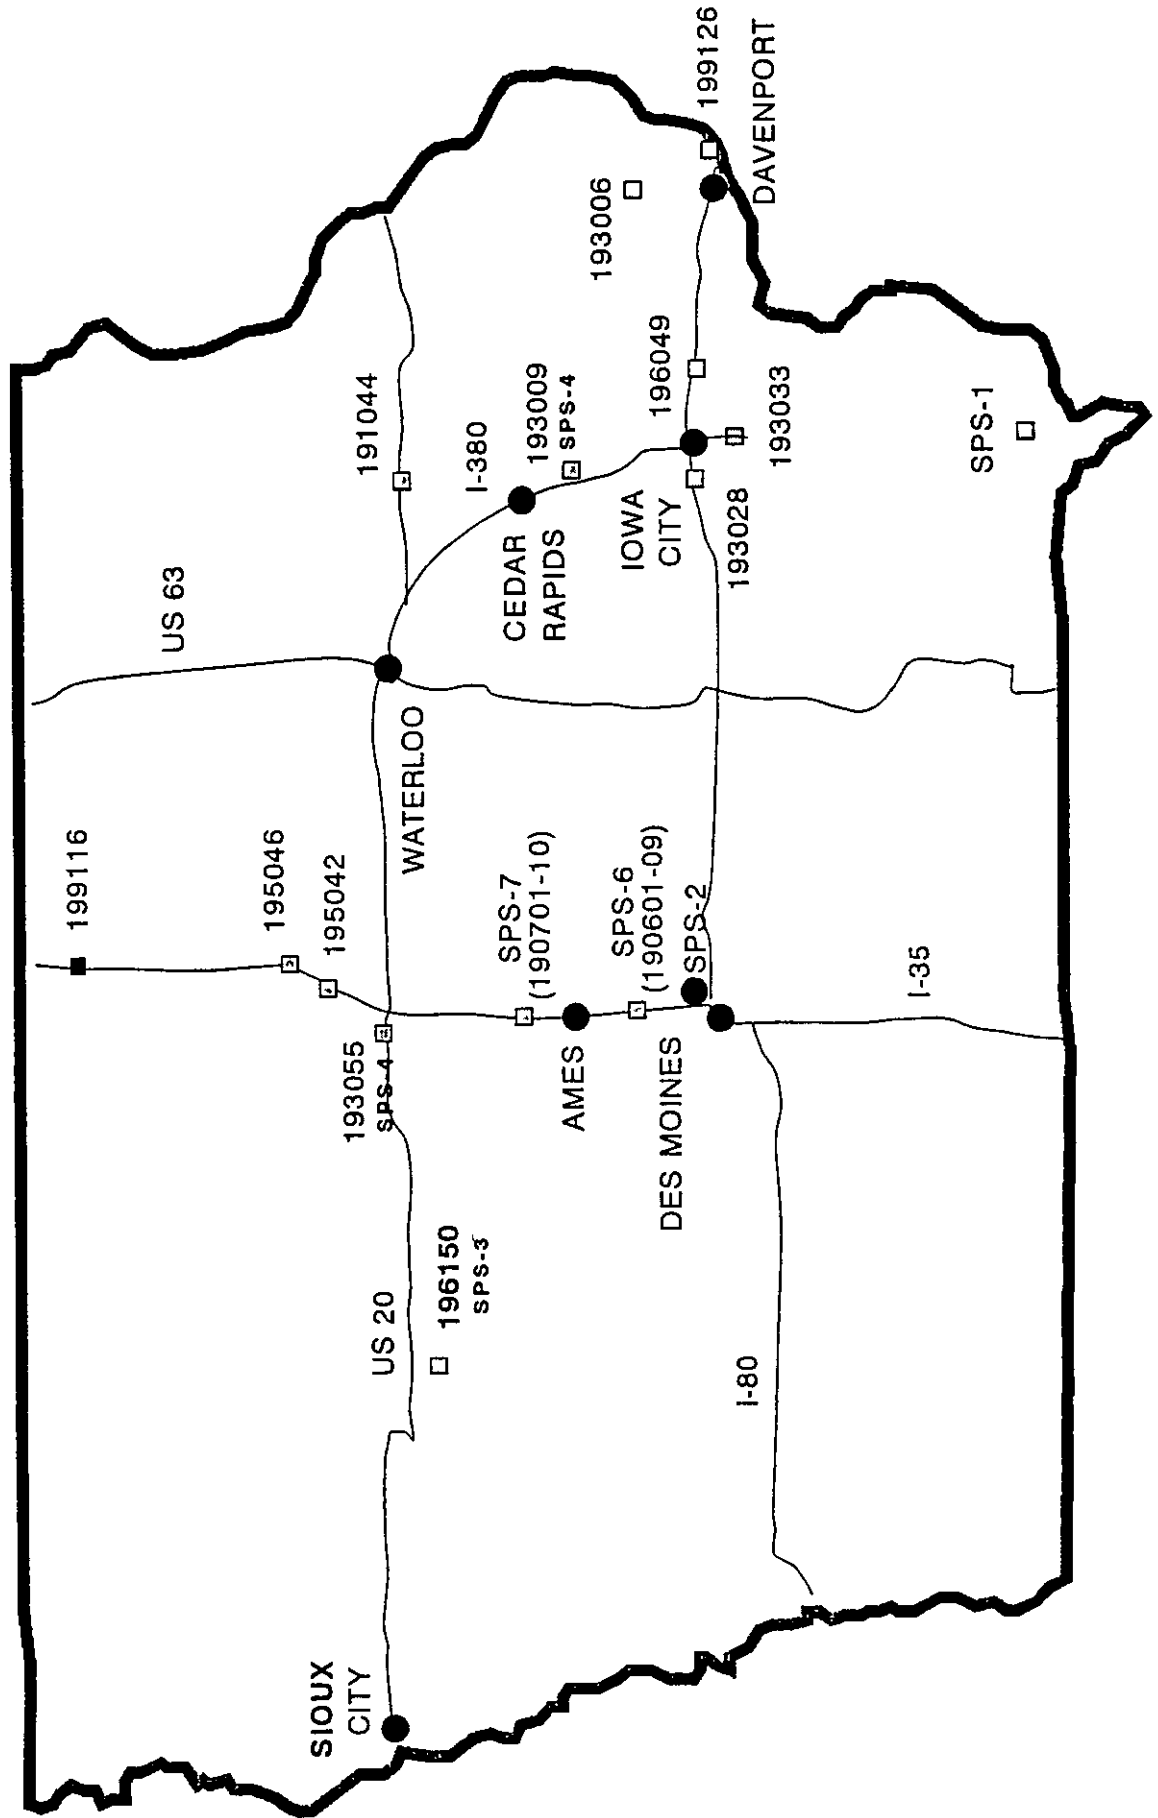 199116
US 63
195046
195042
191044
193055
SPS-4
US 20
SIOUX
CITY
WATERLOO
I-380
196150
SPS-3
193009
SPS-4
CEDAR
RAPIDS
SPS-7
(190701-10)
AMES
193006
SPS-6
(190601-09)
IOWA
CITY
196049
199126
DES MOINES
SPS-2
193028
193033
DAVENPORT
I-80
I-35
SPS-1